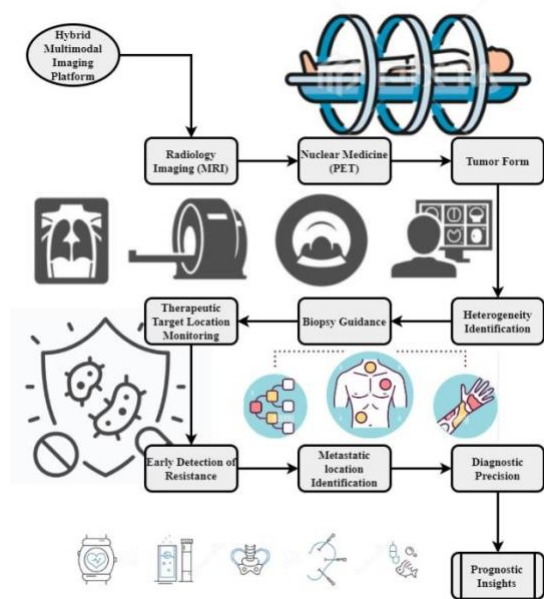 Hybrid
Multimodal
Imaging
Platform
Radiology
Imaging (MRI)
Nuclear Medicine
(PET)
Tumor Form
Therapeutic
Target Location
Monitoring
Biopsy Guidance
Heterogeneity
Identification
Early Detection of
Resistance
Metastatic
location
Identification
Diagnostic
Precision
Prognostic
Insights